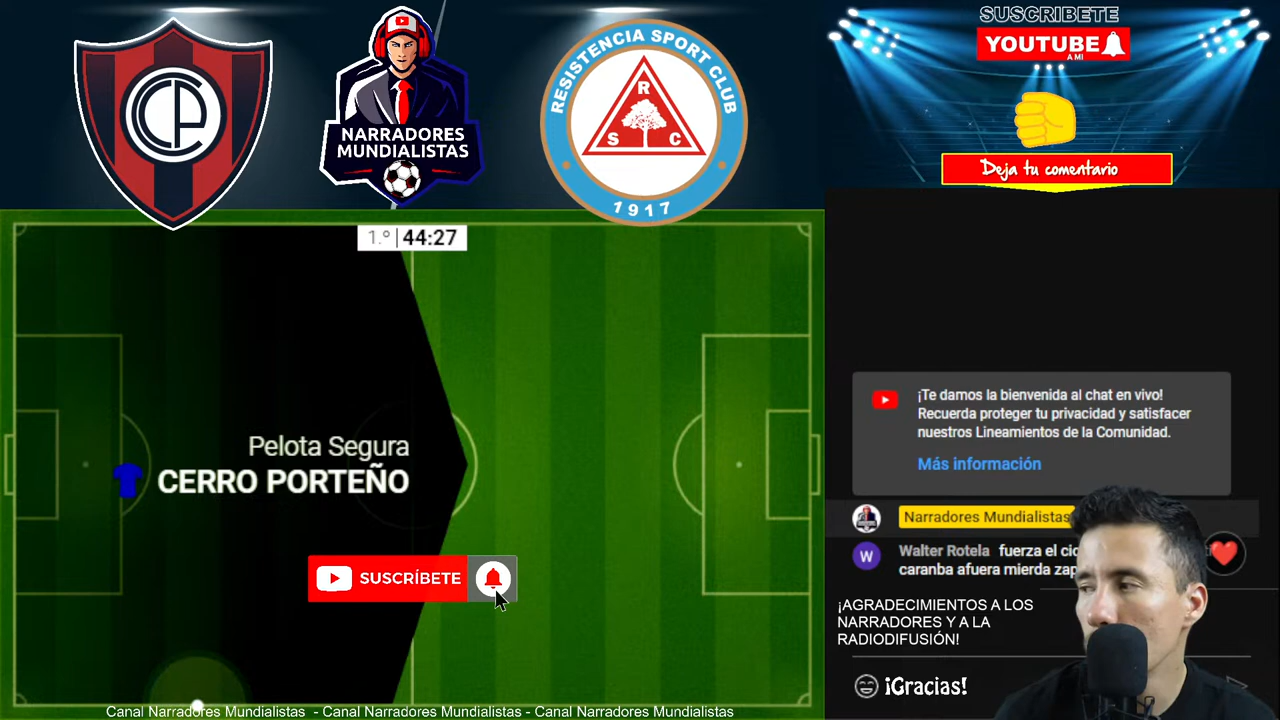 CCP
NARRADORES
MUNDIALISTAS
RESISTENCIA SPORT CLUB
R
S C
1917
SUSCRIBETE
YOUTUBE
A MI
Deja tu comentario
1.º 44:27
Pelota Segura
CERRO PORTEÑO
SUSCRÍBETE
¡Te damos la bienvenida al chat en vivo!
Recuerda proteger tu privacidad y satisfacer
nuestros Lineamientos de la Comunidad.
Más información
Narradores Mundialistas
W
Walter Rotela fuerza el
caranba afuera mierda
¡AGRADECIMIENTOS A LOS
NARRADORES Y A LA
RADIODIFUSIÓN!
¡Gracias!
Canal Narradores Mundialistas - Canal Narradores Mundialistas - Canal Narradores Mundialistas